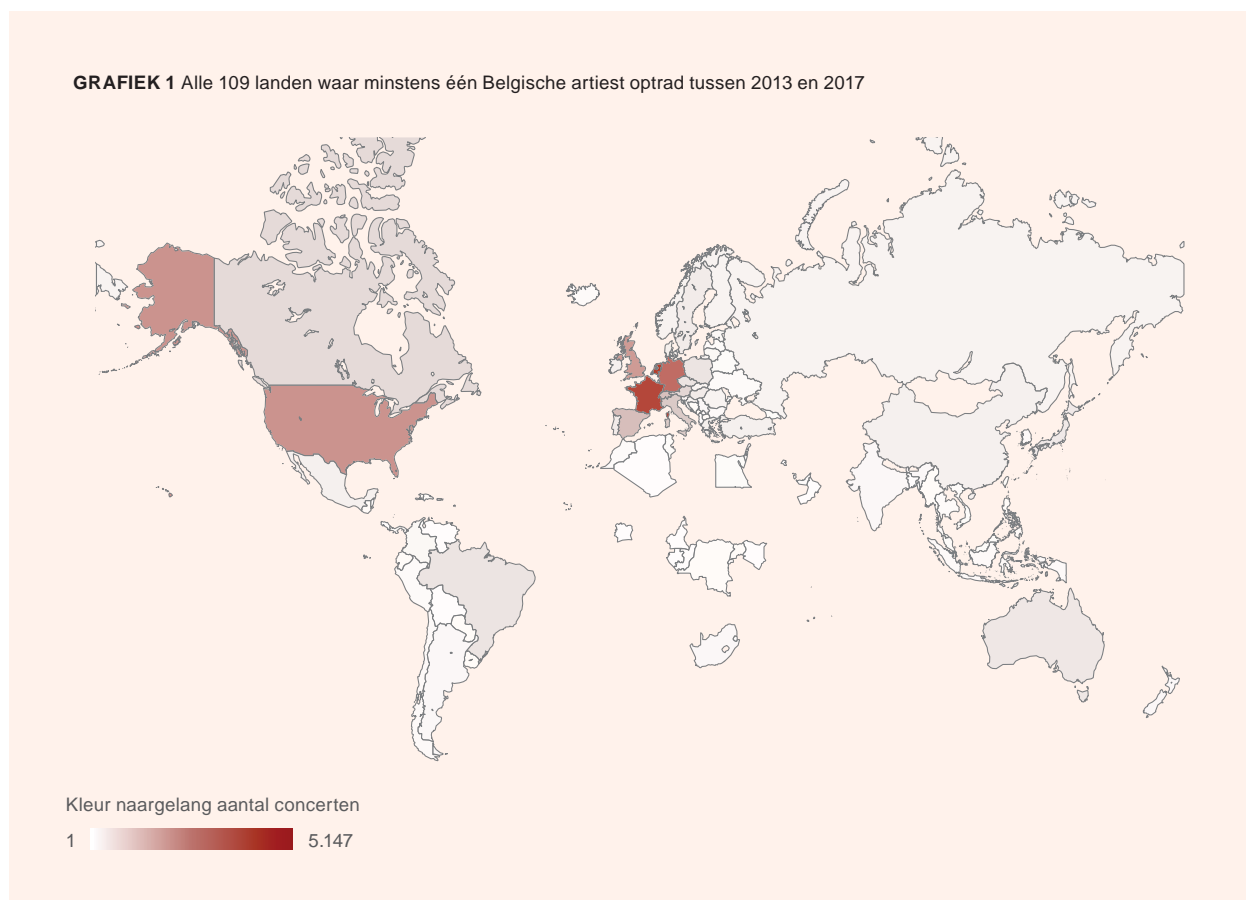 GRAFIEK 1 Alle 109 landen waar minstens één Belgische artiest optrad tussen 2013 en 2017
Kleur naargelang aantal concerten
1 5.147